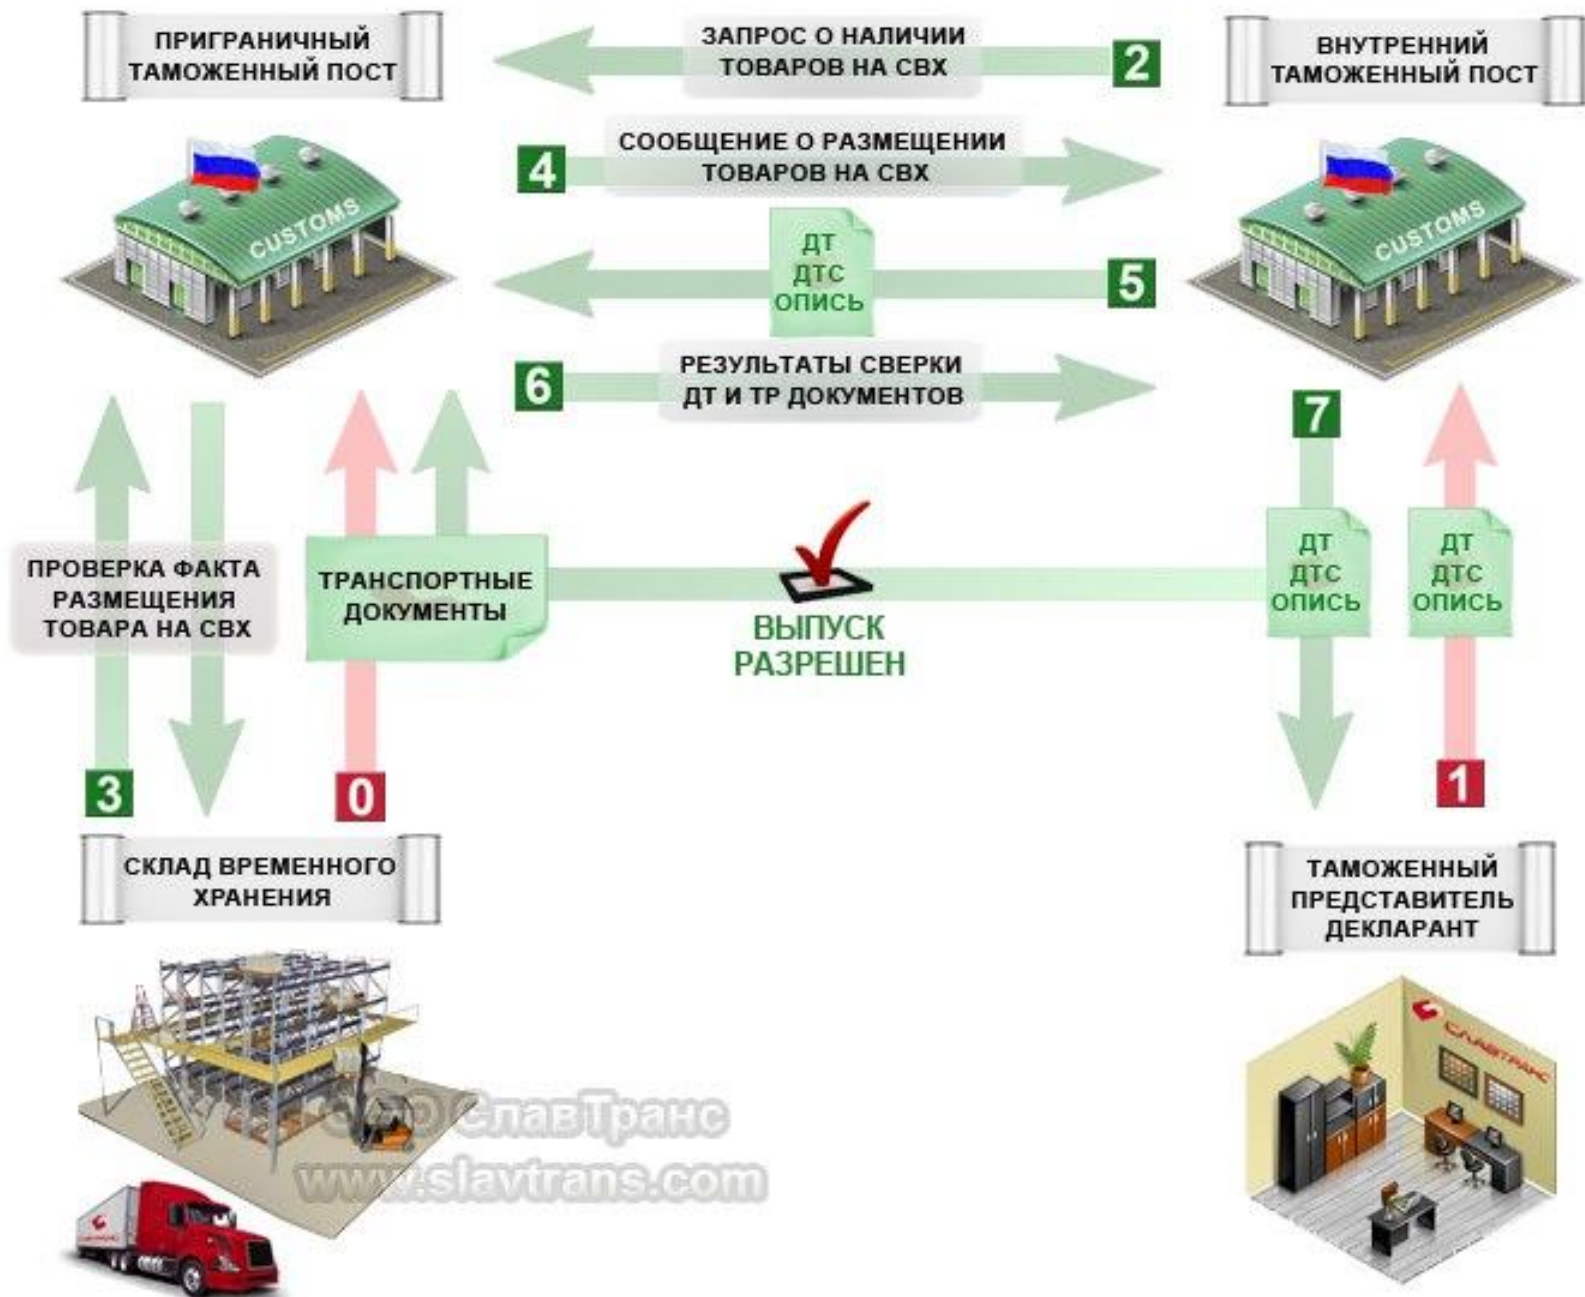 ПРИГРАНИЧНЫЙ
ТАМОЖЕННЫЙ ПОСТ
ЗАПРОС О НАЛИЧИИ
ТОВАРОВ НА СВХ
2
ВНУТРЕННИЙ
ТАМОЖЕННЫЙ ПОСТ
4
СООБЩЕНИЕ О РАЗМЕЩЕНИИ
ТОВАРОВ НА СВХ
CUSTOMS
CUSTOMS
ДТ
ДТС
ОПИСЬ
5
6
РЕЗУЛЬТАТЫ СВЕРКИ
ДТ И ТР ДОКУМЕНТОВ
7
ПРОВЕРКА ФАКТА
РАЗМЕЩЕНИЯ
ТОВАРА НА СВХ
ТРАНСПОРТНЫЕ
ДОКУМЕНТЫ
ВЫПУСК
РАЗРЕШЕН
ДТ
ДТС
ОПИСЬ
ДТ
ДТС
ОПИСЬ
3
0
1
СКЛАД ВРЕМЕННОГО
ХРАНЕНИЯ
ТАМОЖЕННЫЙ
ПРЕДСТАВИТЕЛЬ
ДЕКЛАРАНТ
СЛАВТРАНС
ООО СлавТранс
www.slavtrans.com